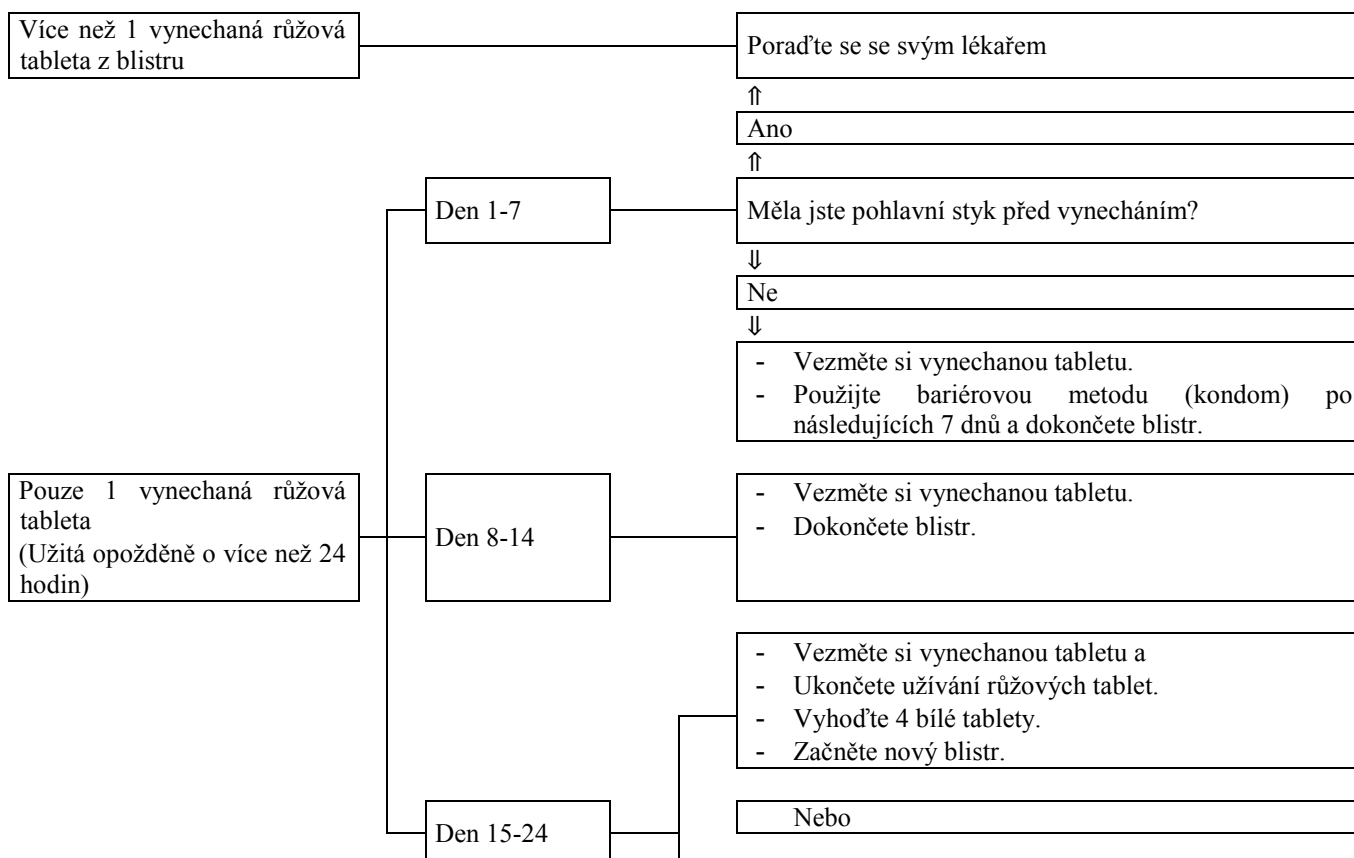 Více než 1 vynechaná růžová
tableta z blistru
Poraďte se se svým lékařem
⇑
Ano
⇑
Den 1-7
Měla jste pohlavní styk před vynecháním?
⇓
Ne
⇓
- Vezměte si vynechanou tabletu.
- Použijte bariérovou metodu (kondom) po
následujících 7 dnů a dokončete blistr.
Pouze 1 vynechaná růžová
tableta
(Užitá opožděně o více než 24
hodin)
Den 8-14
- Vezměte si vynechanou tabletu.
- Dokončete blistr.
- Vezměte si vynechanou tabletu a
- Ukončete užívání růžových tablet.
- Vyhoďte 4 bílé tablety.
- Začněte nový blistr.
Den 15-24
Nebo